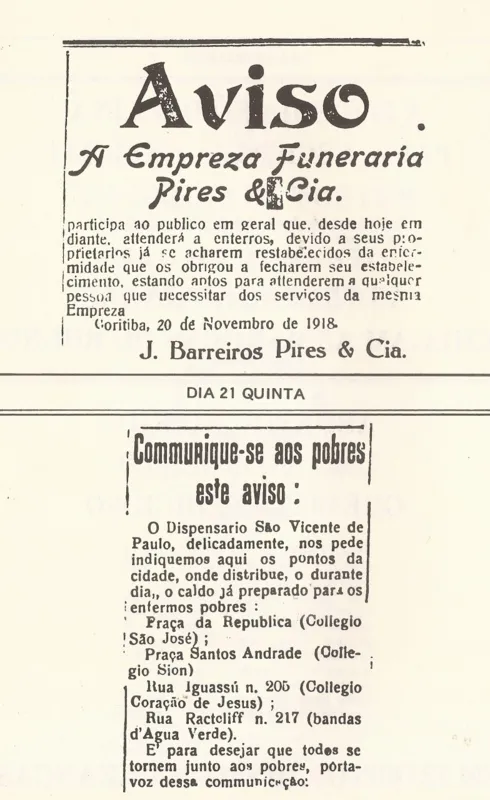 Aviso
A Empreza Funeraria
Pires & Cia.
participa ao publico em geral que, desde hoje em
diante, attenderá a enterros, devido a seus pro-
prietarios já se acharem restabelecidos da enfer-
midade que os obrigou a fecharem seu estabele-
cimento, estando aptos para attenderem a qualquer
pessoa que necessitar dos serviços da mesma
Empreza
Coritiba, 20 de Novembro de 1918.
J. Barreiros Pires & Cia.
DIA 21 QUINTA
Communique-se aos pobres
este aviso:
O Dispensario São Vicente de
Paulo, delicadamente, nos pede
indiquemos aqui os pontos da
cidade, onde distribue, o durante
dia,, o caldo já preparado para os
enfermos pobres :
Praça da Republica (Collegio
São José) ;
Praça Santos Andrade (Colle-
gio Sion)
Rua Iguassú n. 205 (Collegio
Coração de Jesus) ;
Rua Ractcliff n. 217 (bandas
d'Agua Verde).
E' para desejar que todos se
tornem junto aos pobres, porta-
voz dessa communicação: